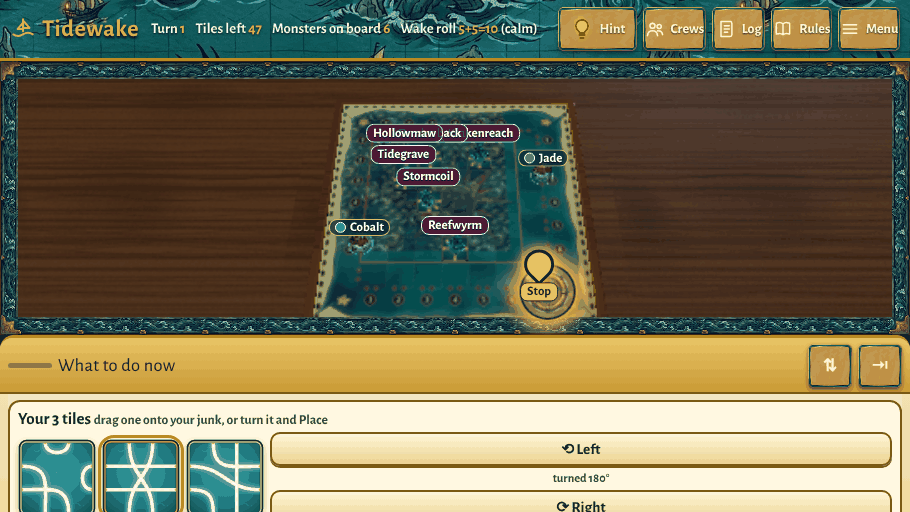 Tidewake Turn 1 Tiles left 47 Monsters on board 6 Wake roll 5+5=10 (calm) Hint Crews Log Rules Menu
Hollowmaw ack kenreach
Tidegrave Jade
Stormcoil
Cobalt Reefwyrm
Stop
What to do now
Your 3 tiles drag one onto your junk, or turn it and Place
⟲ Left
turned 180°
⟳ Right